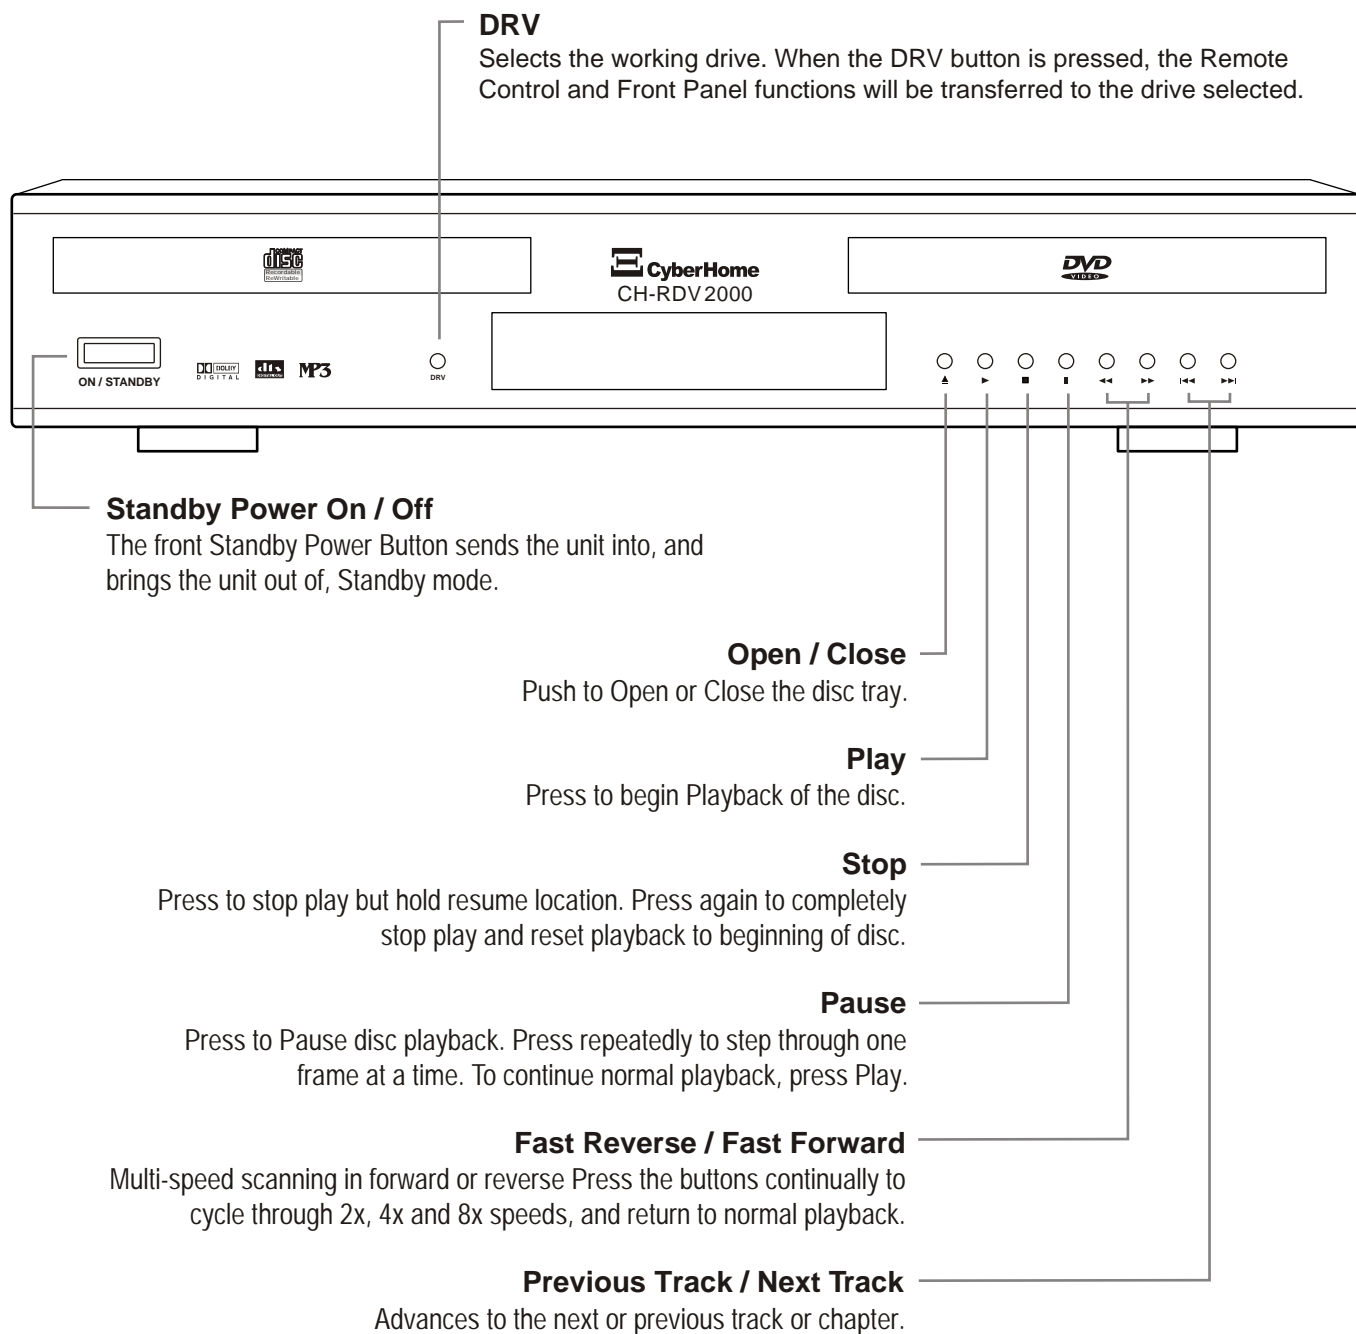 DRV
Selects the working drive. When the DRV button is pressed, the Remote
Control and Front Panel functions will be transferred to the drive selected.
COMPACT
disc
Recordable
ReWritable
CyberHome
CH-RDV2000
DVD
VIDEO
ON / STANDBY
DOLBY
DIGITAL
dts
MP3
DRV
Standby Power On / Off
The front Standby Power Button sends the unit into, and
brings the unit out of, Standby mode.
Open / Close
Push to Open or Close the disc tray.
Play
Press to begin Playback of the disc.
Stop
Press to stop play but hold resume location. Press again to completely
stop play and reset playback to beginning of disc.
Pause
Press to Pause disc playback. Press repeatedly to step through one
frame at a time. To continue normal playback, press Play.
Fast Reverse / Fast Forward
Multi-speed scanning in forward or reverse Press the buttons continually to
cycle through 2x, 4x and 8x speeds, and return to normal playback.
Previous Track / Next Track
Advances to the next or previous track or chapter.